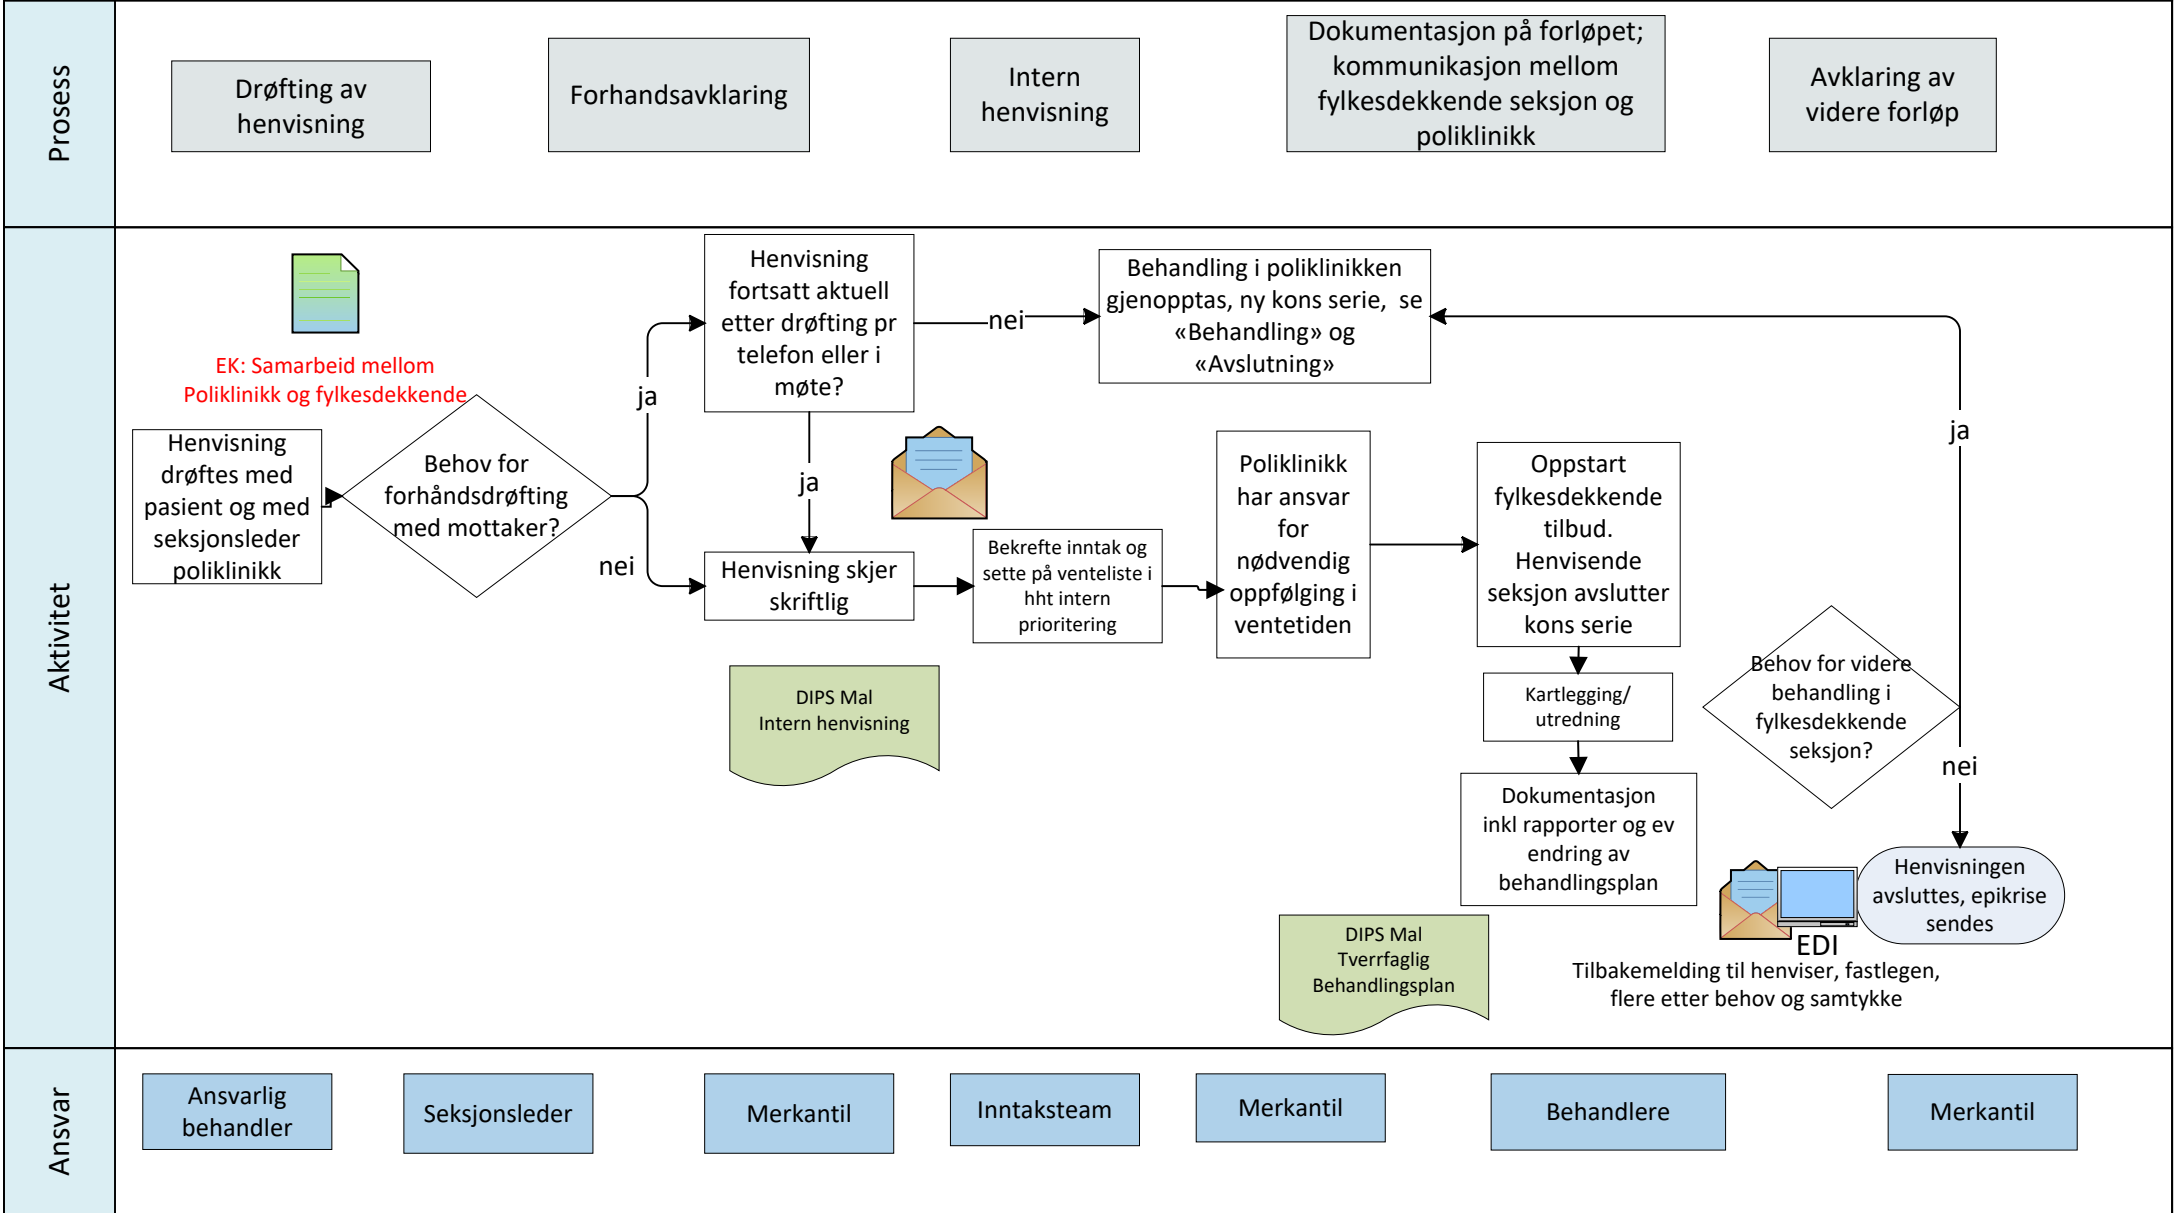 Prosess
Drøfting av
henvisning
Forhandsavklaring
Intern
henvisning
Dokumentasjon på forløpet;
kommunikasjon mellom
fylkesdekkende seksjon og
poliklinikk
Avklaring av
videre forløp
Aktivitet
EK: Samarbeid mellom
Poliklinikk og fylkesdekkende
Henvisning
drøftes med
pasient og med
seksjonsleder
poliklinikk
Behov for
forhåndsdrøfting
med mottaker?
ja
nei
Henvisning
fortsatt aktuell
etter drøfting pr
telefon eller i
møte?
nei
ja
Behandling i poliklinikken
gjenopptas, ny kons serie,  se
«Behandling» og
«Avslutning»
Henvisning skjer
skriftlig
DIPS Mal
Intern henvisning
Bekrefte inntak og
sette på venteliste i
hht intern
prioritering
Poliklinikk
har ansvar
for
nødvendig
oppfølging i
ventetiden
Oppstart
fylkesdekkende
tilbud.
Henvisende
seksjon avslutter
kons serie
Kartlegging/
utredning
Dokumentasjon
inkl rapporter og ev
endring av
behandlingsplan
DIPS Mal
Tverrfaglig
Behandlingsplan
Behov for videre
behandling i
fylkesdekkende
seksjon?
ja
nei
Henvisningen
avsluttes, epikrise
sendes
EDI
Tilbakemelding til henviser, fastlegen,
flere etter behov og samtykke
Ansvar
Ansvarlig
behandler
Seksjonsleder
Merkantil
Inntaksteam
Merkantil
Behandlere
Merkantil